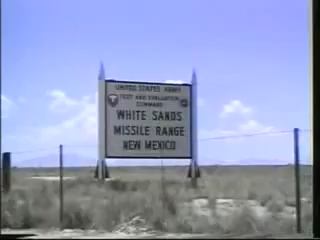 UNITED STATES ARMY
TEST AND EVALUATION
COMMAND
WHITE SANDS
MISSILE RANGE
NEW MEXICO